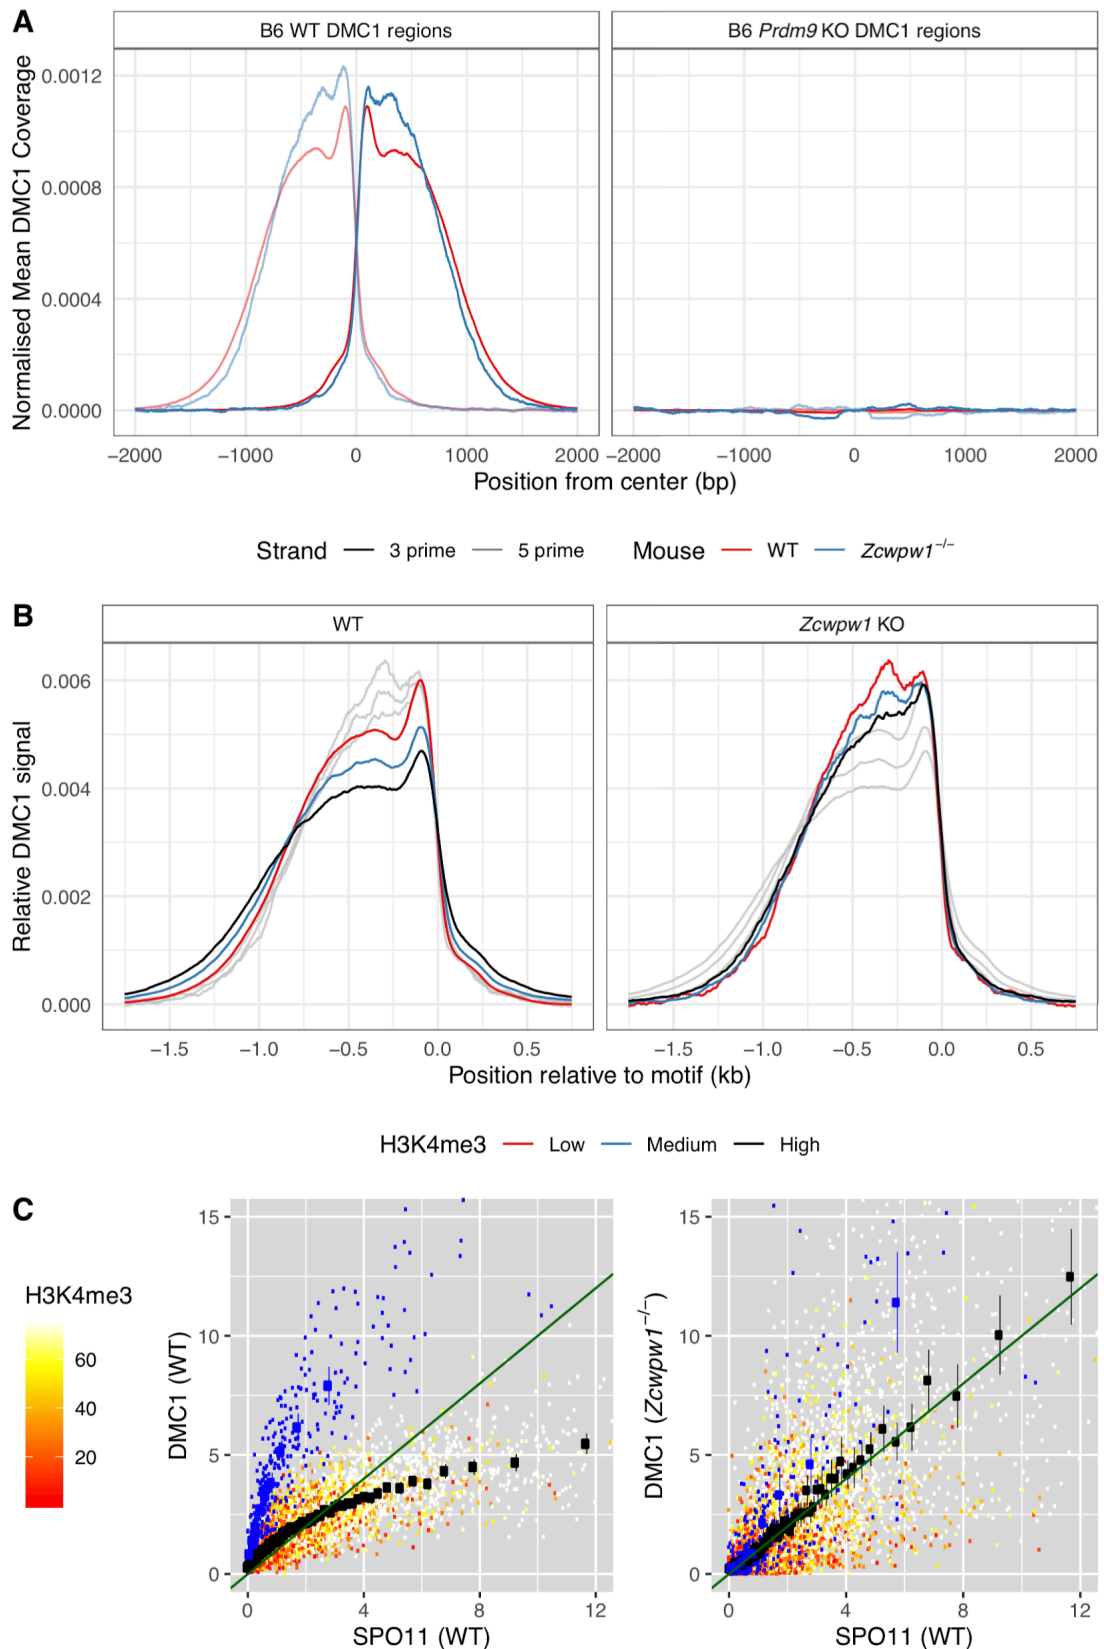 A
B6 WT DMC1 regions
B6 Prdm9 KO DMC1 regions
Normalised Mean DMC1 Coverage
0.0012
0.0008
0.0004
0.0000
−2000 −1000 0 1000 2000
−2000 −1000 0 1000 2000
Position from center (bp)
Strand 3 prime 5 prime Mouse WT Zcwpw1−/−
B
WT
Zcwpw1 KO
Relative DMC1 signal
0.006
0.004
0.002
0.000
−1.5 −1.0 −0.5 0.0 0.5
−1.5 −1.0 −0.5 0.0 0.5
Position relative to motif (kb)
H3K4me3 Low Medium High
C
H3K4me3
60
40
20
DMC1 (WT)
15
10
5
0
0 4 8 12
SPO11 (WT)
DMC1 (Zcwpw1−/−)
15
10
5
0
0 4 8 12
SPO11 (WT)